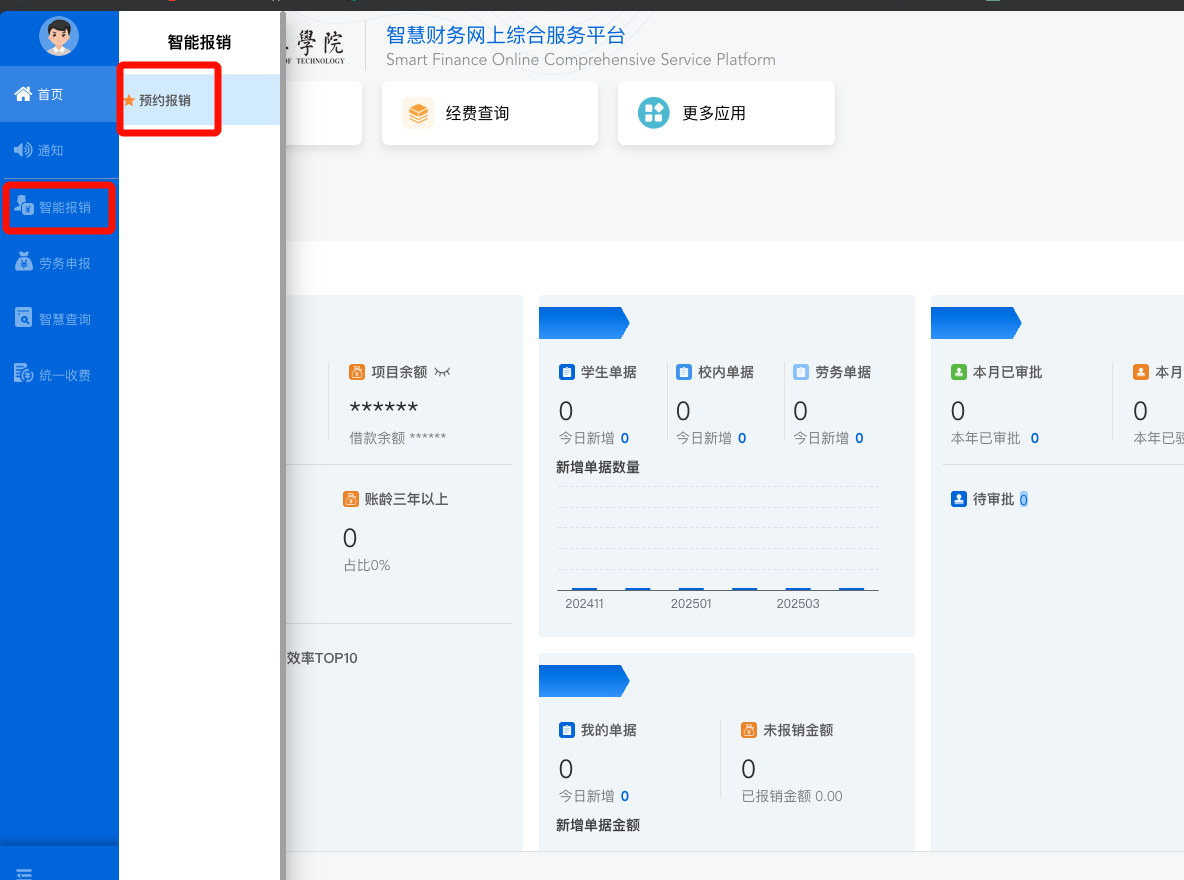 首页
通知
智能报销
劳务申报
智慧查询
统一收费
智能报销
预约报销
學院
OF TECHNOLOGY
智慧财务网上综合服务平台
Smart Finance Online Comprehensive Service Platform
经费查询
更多应用
项目余额
******
借款余额 ******
账龄三年以上
0
占比0%
效率TOP10
学生单据
0
今日新增 0
校内单据
0
今日新增 0
劳务单据
0
今日新增 0
新增单据数量
202411
202501
202503
我的单据
0
今日新增 0
未报销金额
0
已报销金额 0.00
新增单据金额
本月已审批
0
本年已审批 0
本月
0
本年已驳
待审批 0